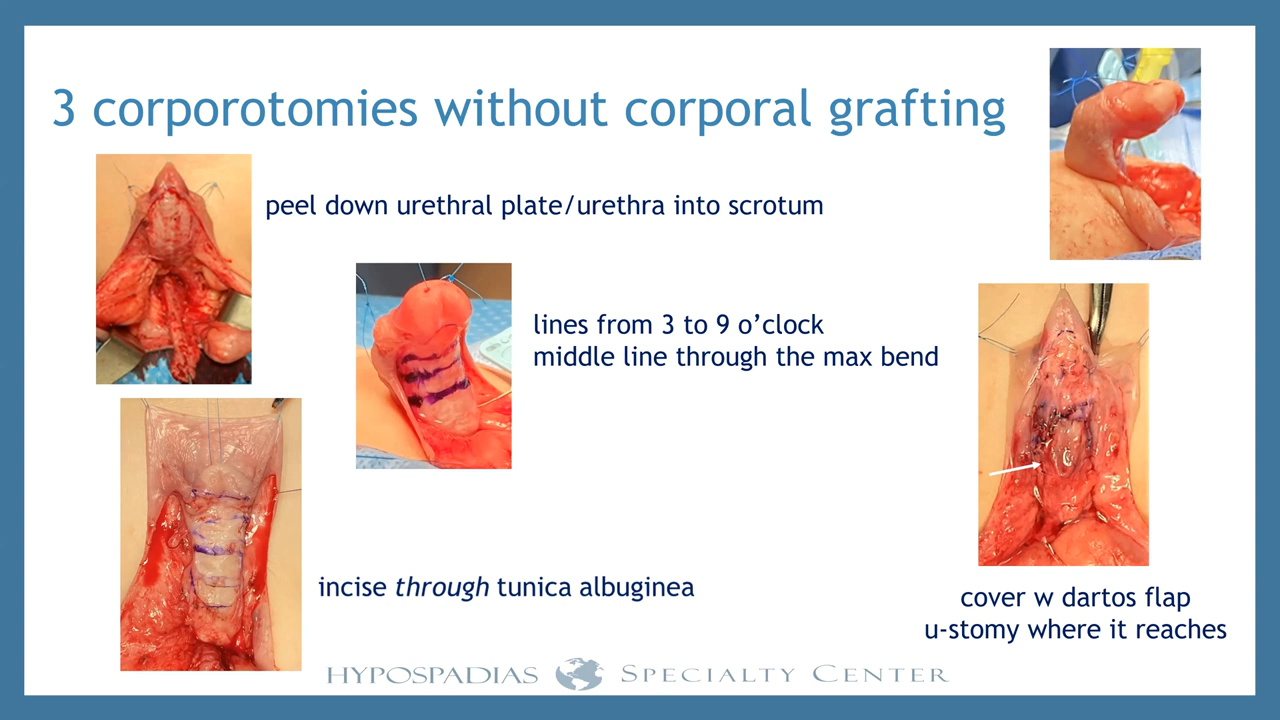 3 corporotomies without corporal grafting
peel down urethral plate/urethra into scrotum
lines from 3 to 9 o’clock
middle line through the max bend
incise through tunica albuginea
cover w dartos flap
u-stomy where it reaches
HYPOSPADIAS SPECIALTY CENTER